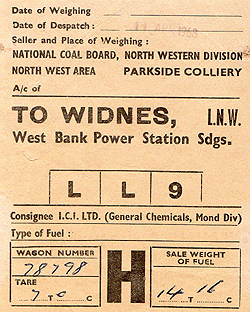 Date of Weighing
Date of Despatch :
Seller and Place of Weighing :
NATIONAL COAL BOARD, NORTH WESTERN DIVISION
NORTH WEST AREA PARKSIDE COLLIERY
A/c of
TO WIDNES, I.N.W.
West Bank Power Station Sdgs.
L L 9
Consignee I.C.I. LTD. (General Chemicals, Mond Div)
Type of Fuel :
WAGON NUMBER
78798
TARE
7 T C C
H
SALE WEIGHT
OF FUEL
14 T 16 C